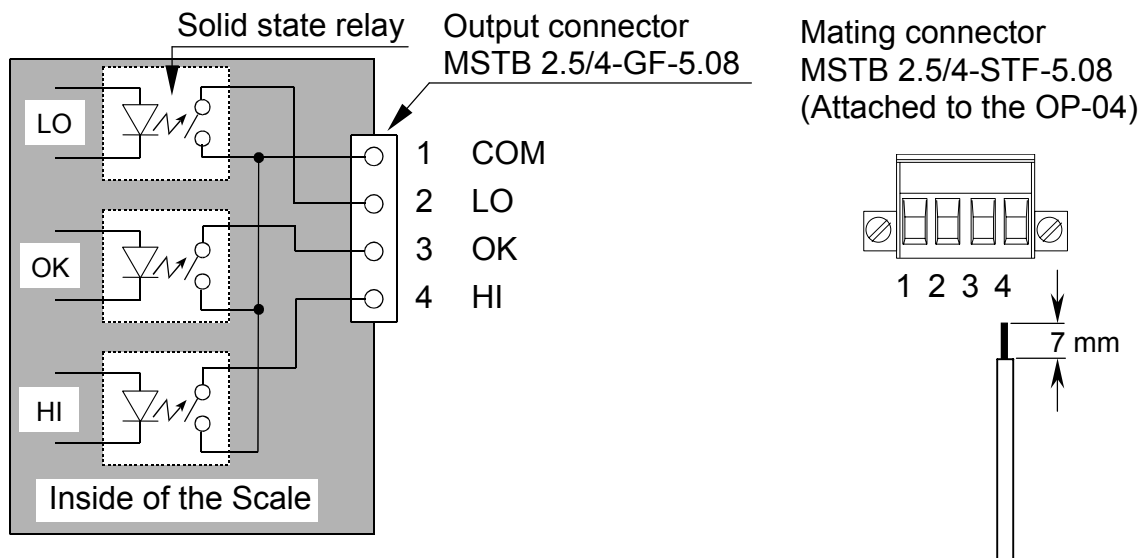 Solid state relay
Output connector
MSTB 2.5/4-GF-5.08
Mating connector
MSTB 2.5/4-STF-5.08
(Attached to the OP-04)
LO
OK
HI
Inside of the Scale
1 COM
2 LO
3 OK
4 HI
1 2 3 4
7 mm